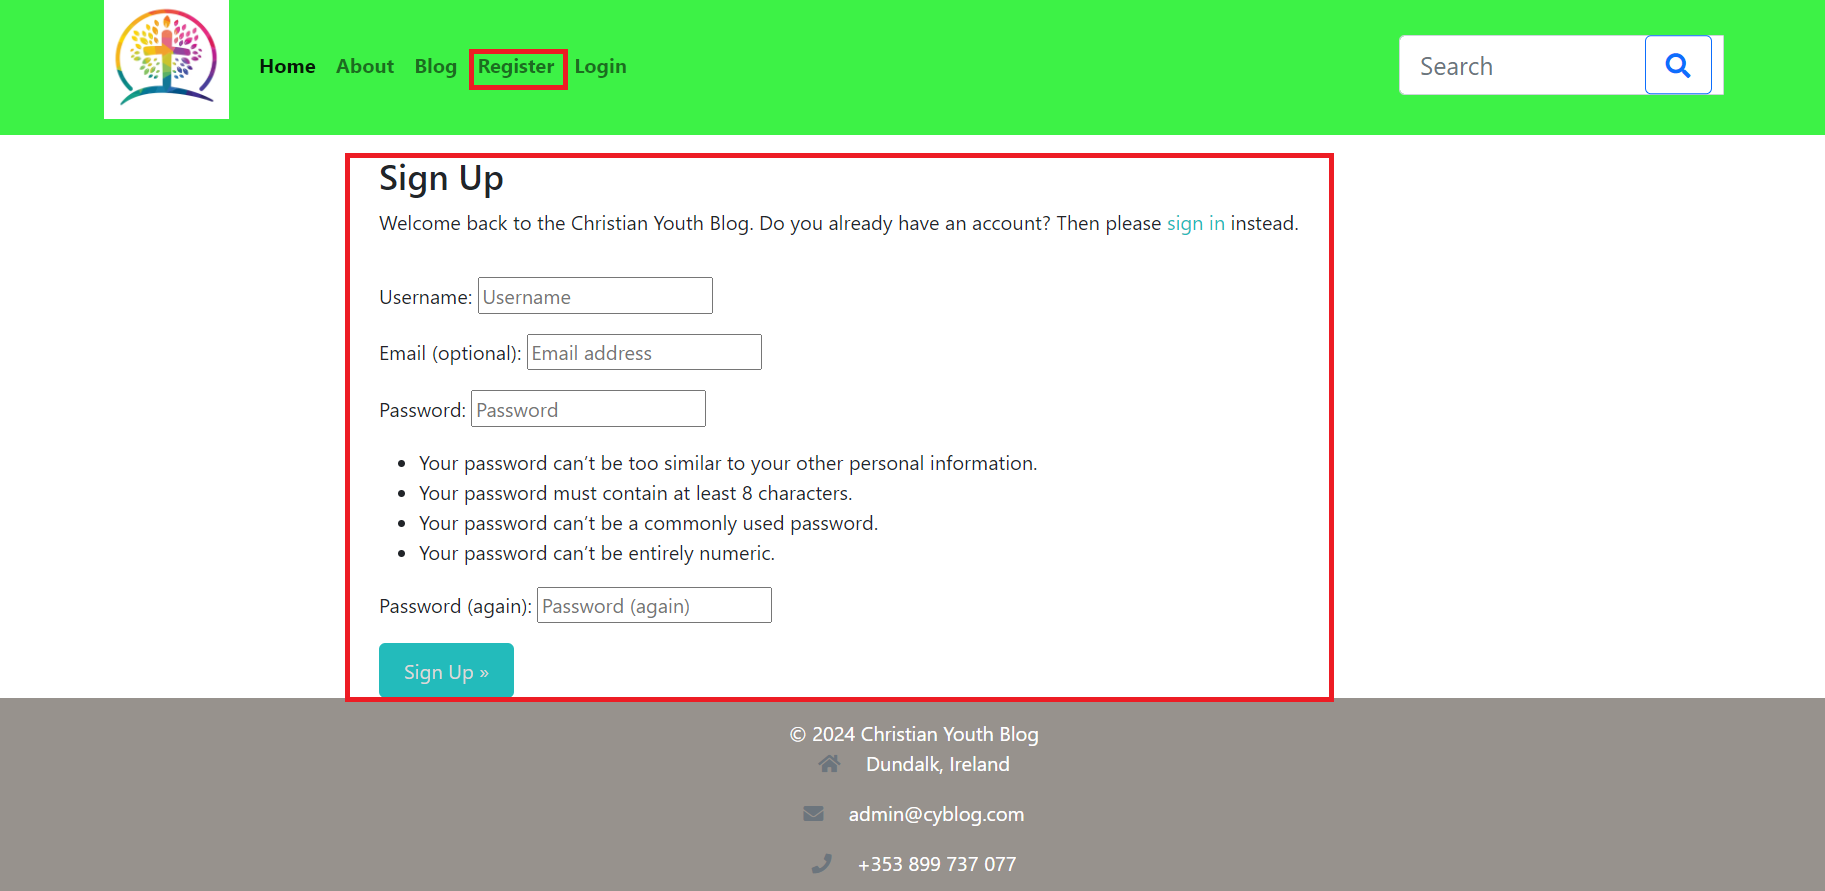 Home About Blog Register Login
Search
Sign Up
Welcome back to the Christian Youth Blog. Do you already have an account? Then please sign in instead.
Username: Username
Email (optional): Email address
Password: Password
• Your password can’t be too similar to your other personal information.
• Your password must contain at least 8 characters.
• Your password can’t be a commonly used password.
• Your password can’t be entirely numeric.
Password (again): Password (again)
Sign Up »
© 2024 Christian Youth Blog
Dundalk, Ireland
admin@cyblog.com
+353 899 737 077